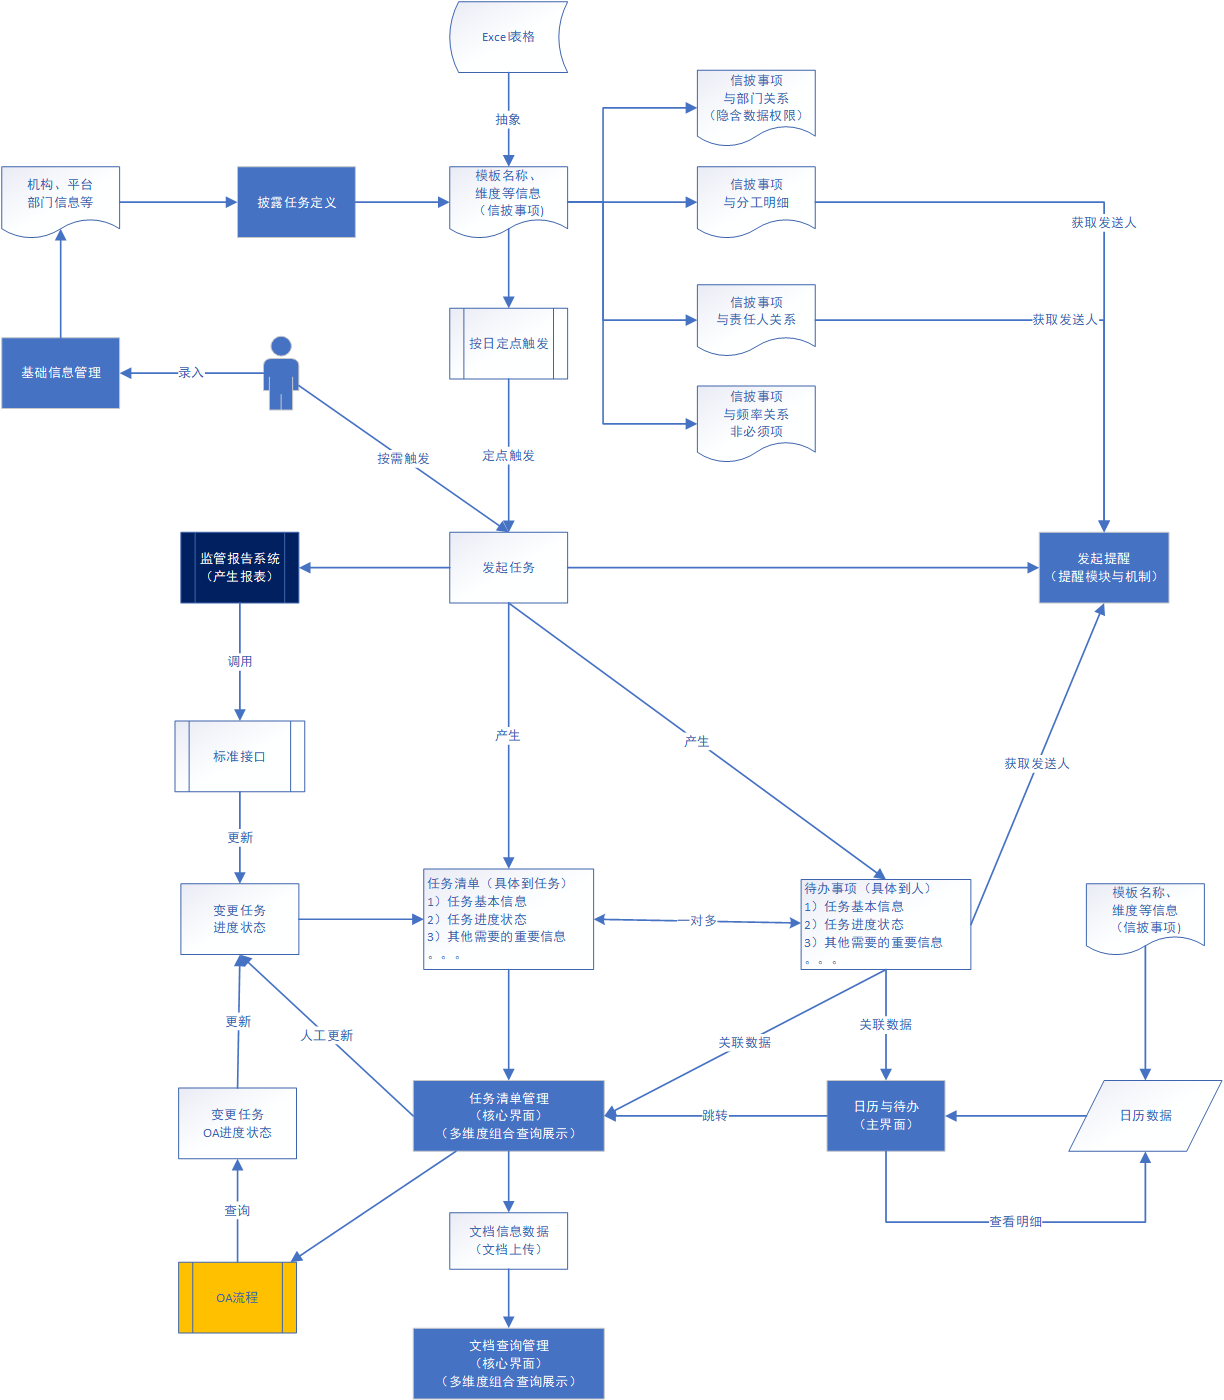 Excel表格
抽象
信披事项
与部门关系
（隐含数据权限）
机构、平台
部门信息等
披露任务定义
模板名称、
维度等信息
（信披事项)
信披事项
与分工明细
获取发送人
信披事项
与责任人关系
获取发送人
按日定点触发
基础信息管理
录入
信披事项
与频率关系
非必须项
按需触发
定点触发
监管报告系统
（产生报表）
发起任务
发起提醒
（提醒模块与机制）
调用
产生
产生
标准接口
获取发送人
更新
变更任务
进度状态
任务清单（具体到任务）
1）任务基本信息
2）任务进度状态
3）其他需要的重要信息
。。。
一对多
待办事项（具体到人）
1）任务基本信息
2）任务进度状态
3）其他需要的重要信息
。。。
模板名称、
维度等信息
（信披事项)
更新
人工更新
关联数据
关联数据
变更任务
OA进度状态
任务清单管理
（核心界面）
（多维度组合查询展示）
跳转
日历与待办
（主界面）
日历数据
查询
文档信息数据
（文档上传）
查看明细
OA流程
文档查询管理
（核心界面）
（多维度组合查询展示）